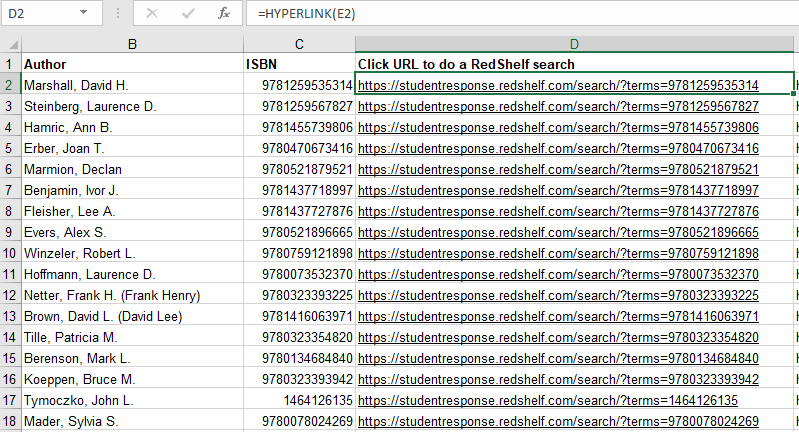 D2 fx =HYPERLINK(E2)
B C D
1 Author ISBN Click URL to do a RedShelf search
2 Marshall, David H. 9781259535314 https://studentresponse.redshelf.com/search/?terms=9781259535314
3 Steinberg, Laurence D. 9781259567827 https://studentresponse.redshelf.com/search/?terms=9781259567827
4 Hamric, Ann B. 9781455739806 https://studentresponse.redshelf.com/search/?terms=9781455739806
5 Erber, Joan T. 9780470673416 https://studentresponse.redshelf.com/search/?terms=9780470673416
6 Marmion, Declan 9780521879521 https://studentresponse.redshelf.com/search/?terms=9780521879521
7 Benjamin, Ivor J. 9781437718997 https://studentresponse.redshelf.com/search/?terms=9781437718997
8 Fleisher, Lee A. 9781437727876 https://studentresponse.redshelf.com/search/?terms=9781437727876
9 Evers, Alex S. 9780521896665 https://studentresponse.redshelf.com/search/?terms=9780521896665
10 Winzeler, Robert L. 9780759121898 https://studentresponse.redshelf.com/search/?terms=9780759121898
11 Hoffmann, Laurence D. 9780073532370 https://studentresponse.redshelf.com/search/?terms=9780073532370
12 Netter, Frank H. (Frank Henry) 9780323393225 https://studentresponse.redshelf.com/search/?terms=9780323393225
13 Brown, David L. (David Lee) 9781416063971 https://studentresponse.redshelf.com/search/?terms=9781416063971
14 Tille, Patricia M. 9780323354820 https://studentresponse.redshelf.com/search/?terms=9780323354820
15 Berenson, Mark L. 9780134684840 https://studentresponse.redshelf.com/search/?terms=9780134684840
16 Koeppen, Bruce M. 9780323393942 https://studentresponse.redshelf.com/search/?terms=9780323393942
17 Tymoczko, John L. 1464126135 https://studentresponse.redshelf.com/search/?terms=1464126135
18 Mader, Sylvia S. 9780078024269 https://studentresponse.redshelf.com/search/?terms=9780078024269